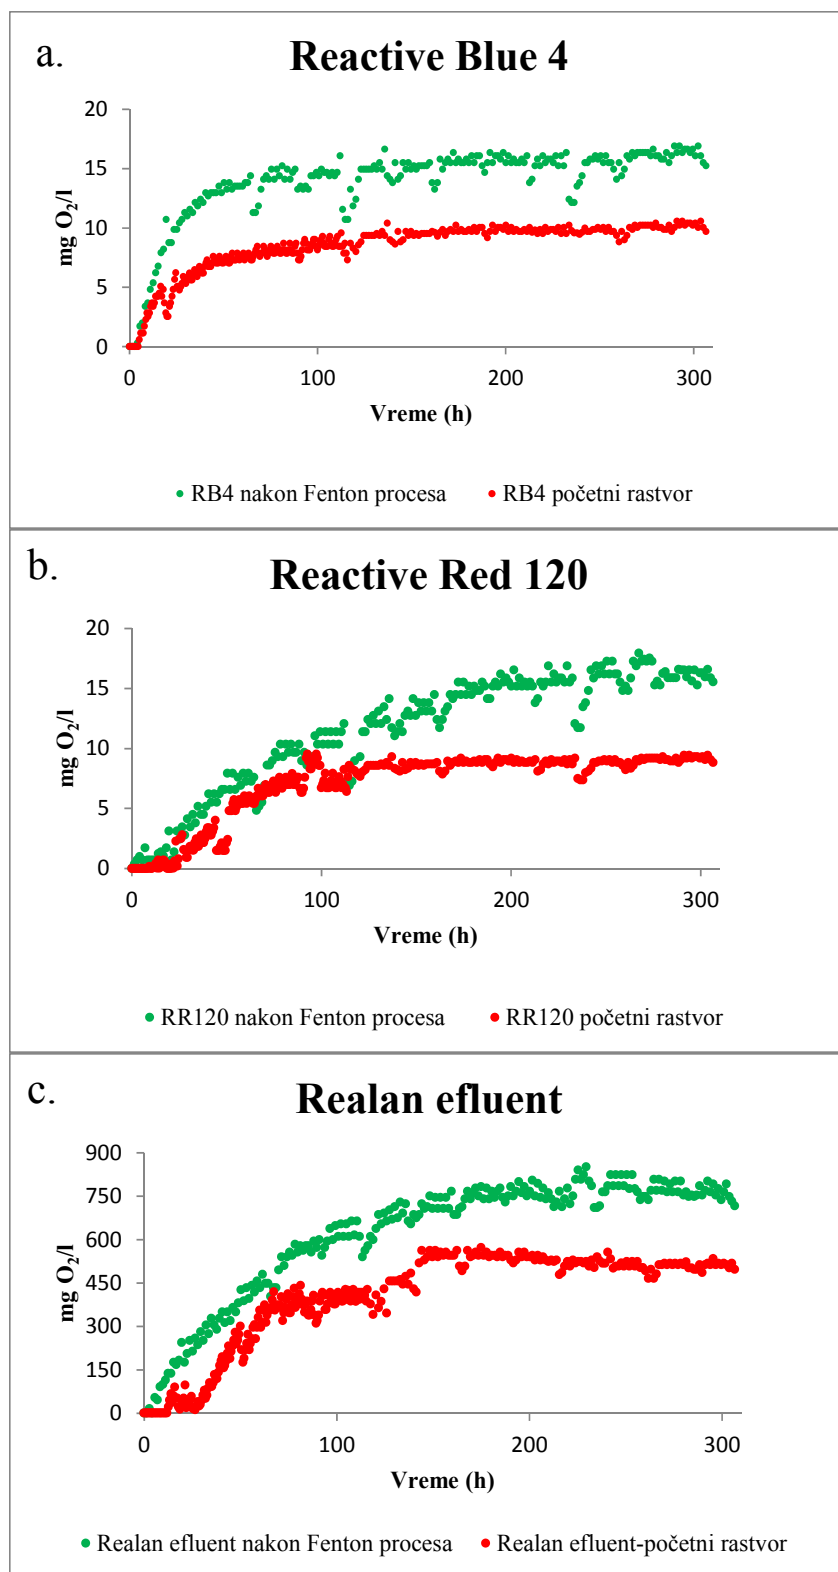 a.
Reactive Blue 4
20
15
10
5
0
mg O₂/l
0 100 200 300
Vreme (h)
RB4 nakon Fenton procesa RB4 početni rastvor
b.
Reactive Red 120
20
15
10
5
0
mg O₂/l
0 100 200 300
Vreme (h)
RR120 nakon Fenton procesa RR120 početni rastvor
c.
Realan efluent
900
750
600
450
300
150
0
mg O₂/l
0 100 200 300
Vreme (h)
Realan efluent nakon Fenton procesa Realan efluent-početni rastvor